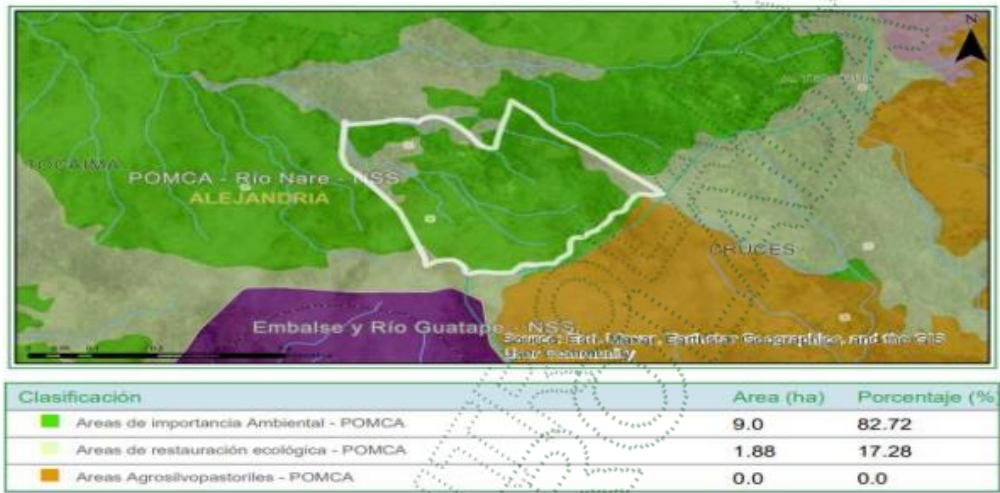 N
TOCAIMA
POMCA - Río Nare - NSS
ALEJANDRIA
CRUCES
Embalse y Río Guatape - NSS
Source: Esri, Maxar, Earthstar Geographics, and the GIS
User Community
Clasificación Area (ha) Porcentaje (%)
Areas de importancia Ambiental - POMCA 9.0 82.72
Areas de restauración ecológica - POMCA 1.88 17.28
Areas Agrosilvopastoriles - POMCA 0.0 0.0